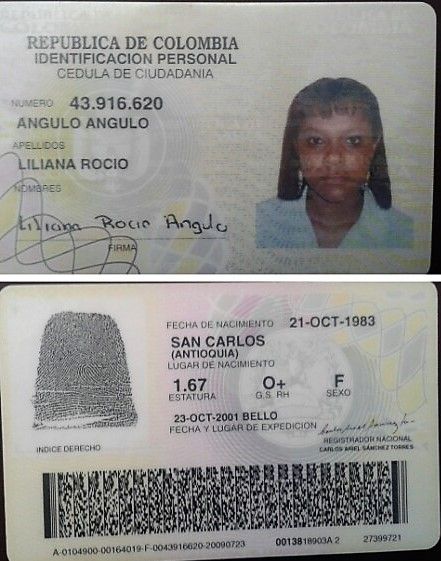 REPUBLICA DE COLOMBIA
IDENTIFICACION PERSONAL
CEDULA DE CIUDADANIA
NUMERO 43.916.620
ANGULO ANGULO
APELLIDOS
LILIANA ROCIO
NOMBRES
Liliana Rocio Angulo
FIRMA
FECHA DE NACIMIENTO 21-OCT-1983
SAN CARLOS
(ANTIOQUIA)
LUGAR DE NACIMIENTO
1.67 O+ F
ESTATURA G.S. RH SEXO
23-OCT-2001 BELLO
FECHA Y LUGAR DE EXPEDICION
INDICE DERECHO
REGISTRADOR NACIONAL
CARLOS ARIEL SÁNCHEZ TORRES
A-0104900-00164019-F-0043916620-20090723 0013818903A 2 27399721